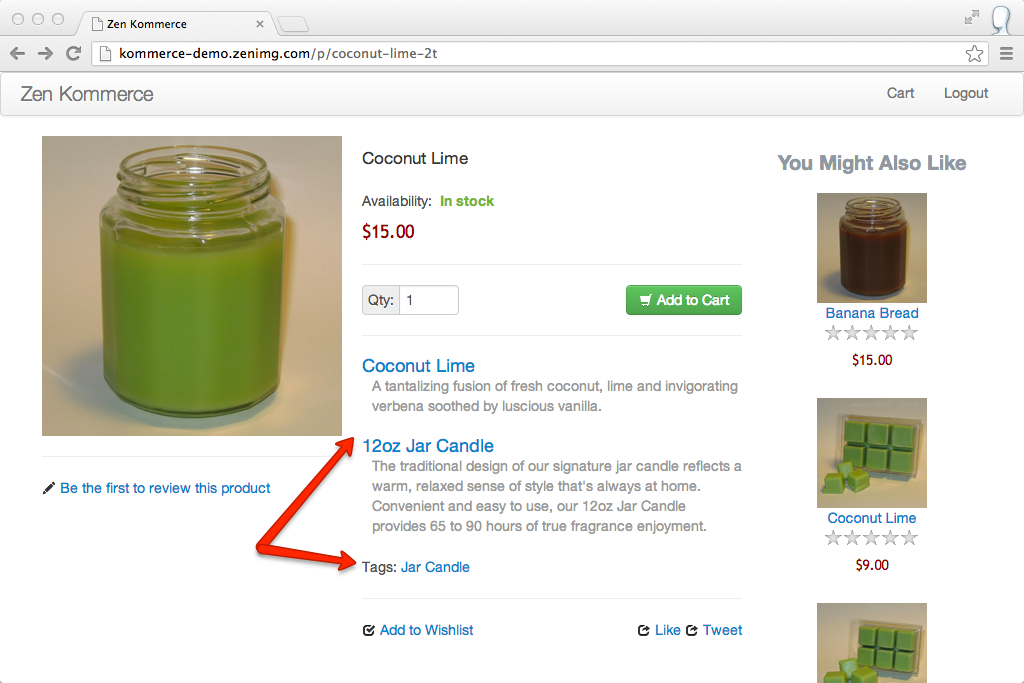 Zen Kommerce
kommerce-demo.zenimg.com/p/coconut-lime-2t
Zen Kommerce
Cart
Logout
Coconut Lime
Availability: In stock
$15.00
Qty: 1
Add to Cart
Coconut Lime
A tantalizing fusion of fresh coconut, lime and invigorating
verbena soothed by luscious vanilla.
12oz Jar Candle
The traditional design of our signature jar candle reflects a
warm, relaxed sense of style that's always at home.
Convenient and easy to use, our 12oz Jar Candle
provides 65 to 90 hours of true fragrance enjoyment.
Tags: Jar Candle
Add to Wishlist
Like
Tweet
Be the first to review this product
You Might Also Like
Banana Bread
$15.00
Coconut Lime
$9.00